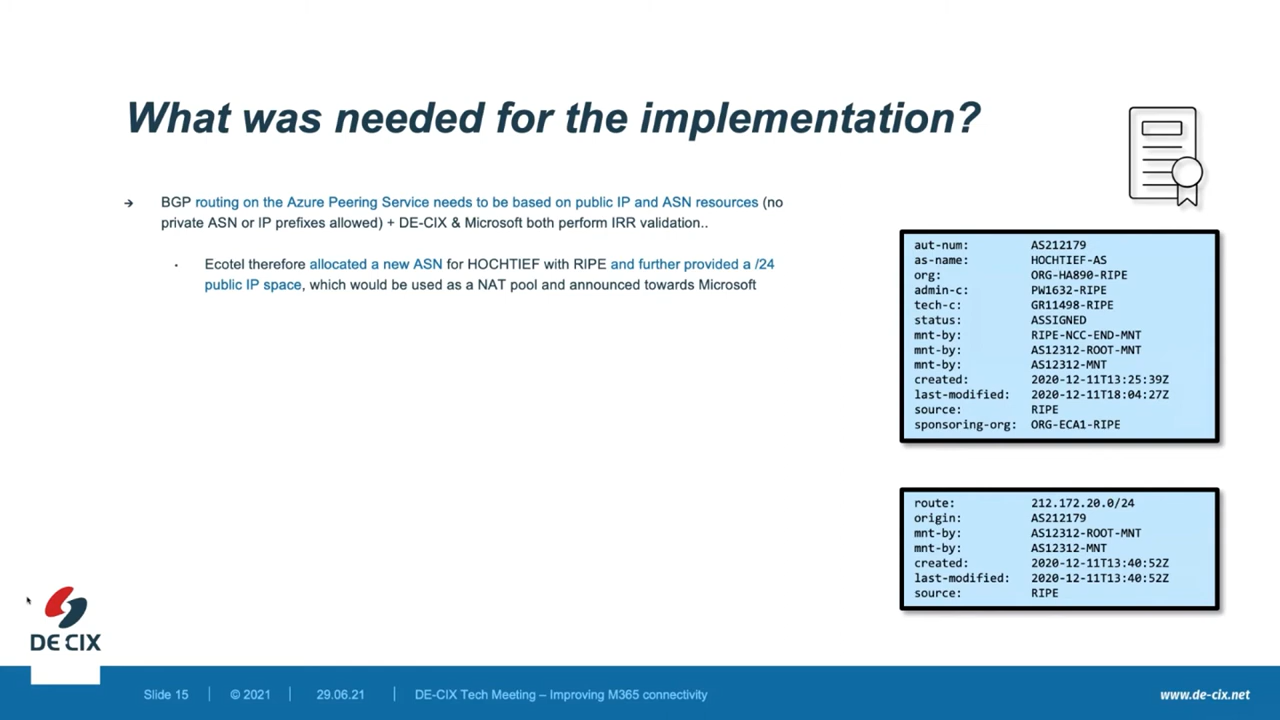 What was needed for the implementation?
→ BGP routing on the Azure Peering Service needs to be based on public IP and ASN resources (no
private ASN or IP prefixes allowed) + DE-CIX & Microsoft both perform IRR validation..
· Ecotel therefore allocated a new ASN for HOCHTIEF with RIPE and further provided a /24
public IP space, which would be used as a NAT pool and announced towards Microsoft
aut-num: AS212179
as-name: HOCHTIEF-AS
org: ORG-HA890-RIPE
admin-c: PW1632-RIPE
tech-c: GR11498-RIPE
status: ASSIGNED
mnt-by: RIPE-NCC-END-MNT
mnt-by: AS12312-ROOT-MNT
mnt-by: AS12312-MNT
created: 2020-12-11T13:25:39Z
last-modified: 2020-12-11T18:04:27Z
source: RIPE
sponsoring-org: ORG-ECA1-RIPE
route: 212.172.20.0/24
origin: AS212179
mnt-by: AS12312-ROOT-MNT
mnt-by: AS12312-MNT
created: 2020-12-11T13:40:52Z
last-modified: 2020-12-11T13:40:52Z
source: RIPE
DE CIX
Slide 15 | © 2021 | 29.06.21 | DE-CIX Tech Meeting – Improving M365 connectivity www.de-cix.net